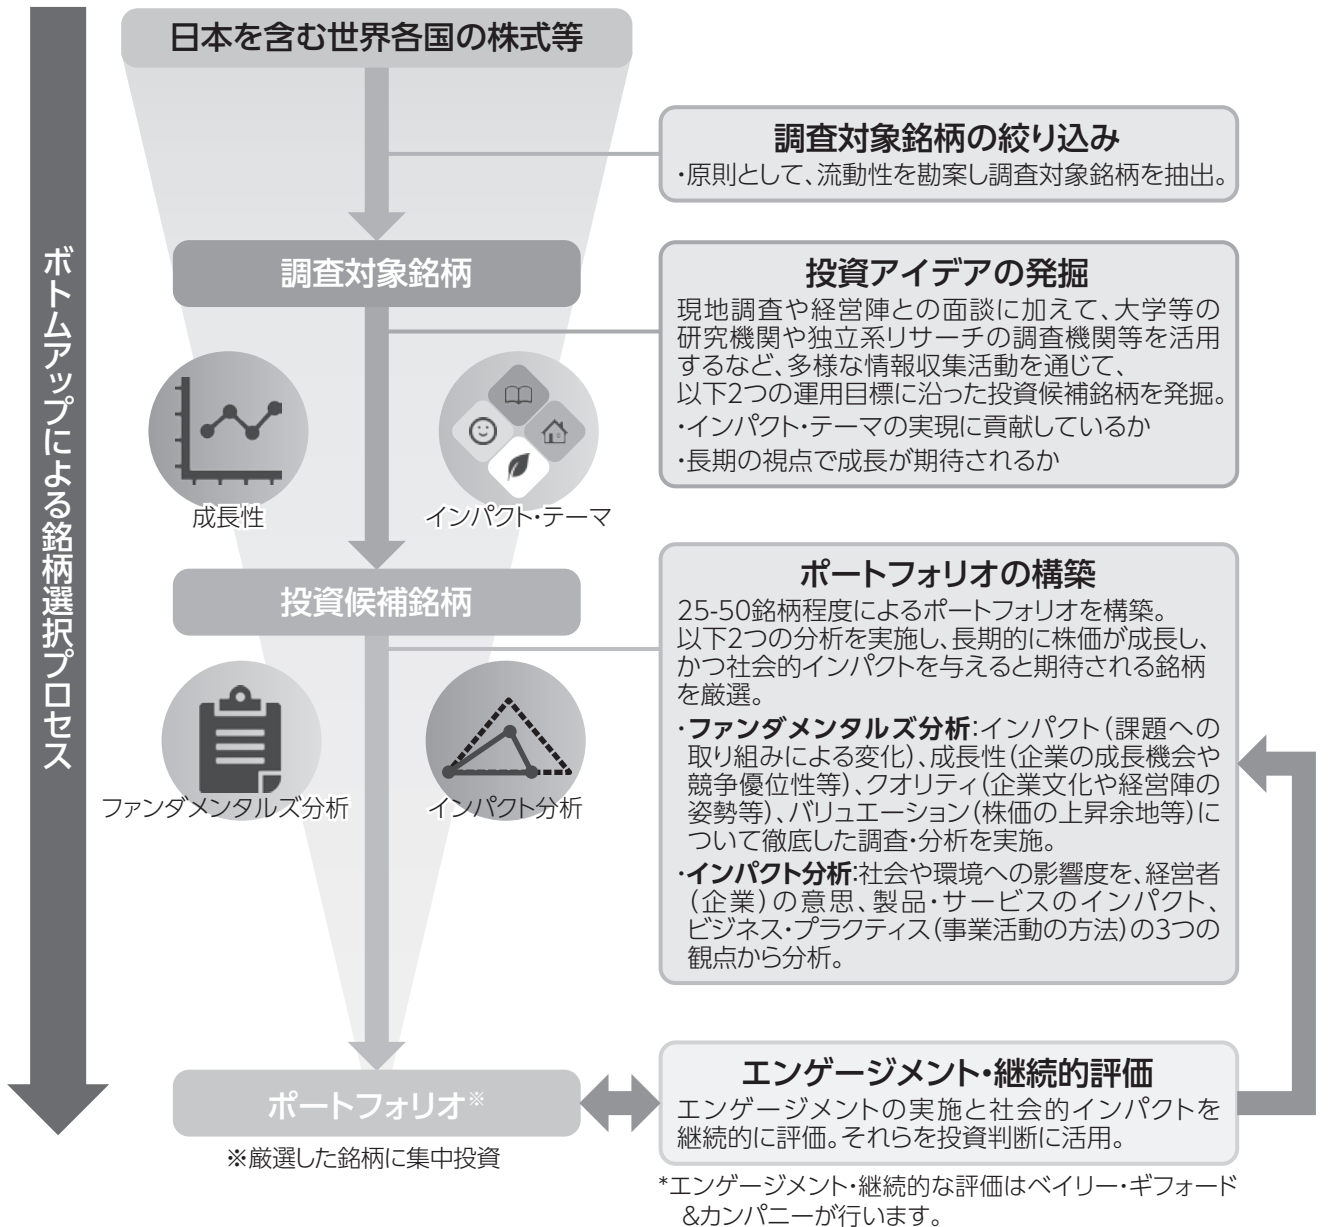 日本を含む世界各国の株式等
調査対象銘柄の絞り込み
・原則として、流動性を勘案し調査対象銘柄を抽出。
ボトムアップによる銘柄選択プロセス
調査対象銘柄
投資アイデアの発掘
現地調査や経営陣との面談に加えて、大学等の
研究機関や独立系リサーチの調査機関等を活用
するなど、多様な情報収集活動を通じて、
以下2つの運用目標に沿った投資候補銘柄を発掘。
・インパクト・テーマの実現に貢献しているか
・長期の視点で成長が期待されるか
成長性
インパクト・テーマ
投資候補銘柄
ポートフォリオの構築
25-50銘柄程度によるポートフォリオを構築。
以下2つの分析を実施し、長期的に株価が成長し、
かつ社会的インパクトを与えると期待される銘柄
を厳選。
・ファンダメンタルズ分析:インパクト(課題への
取り組みによる変化)、成長性(企業の成長機会や
競争優位性等)、クオリティ(企業文化や経営陣の
姿勢等)、バリュエーション(株価の上昇余地等)に
ついて徹底した調査・分析を実施。
・インパクト分析:社会や環境への影響度を、経営者
(企業)の意思、製品・サービスのインパクト、
ビジネス・プラクティス(事業活動の方法)の3つの
観点から分析。
ファンダメンタルズ分析
インパクト分析
ポートフォリオ※
※厳選した銘柄に集中投資
エンゲージメント・継続的評価
エンゲージメントの実施と社会的インパクトを
継続的に評価。それらを投資判断に活用。
*エンゲージメント・継続的な評価はベイリー・ギフォード
&カンパニーが行います。